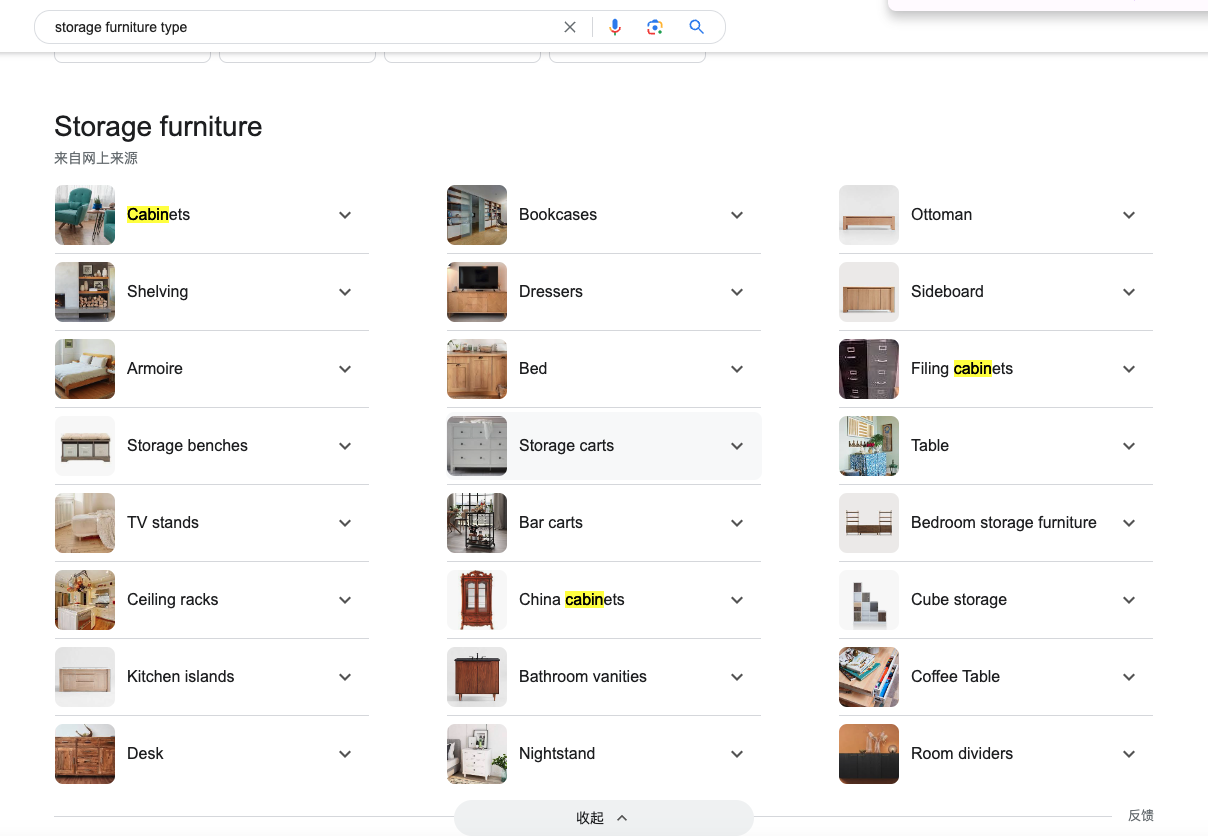 storage furniture type
Storage furniture
来自网上来源
Cabinets
Bookcases
Ottoman
Shelving
Dressers
Sideboard
Armoire
Bed
Filing cabinets
Storage benches
Storage carts
Table
TV stands
Bar carts
Bedroom storage furniture
Ceiling racks
China cabinets
Cube storage
Kitchen islands
Bathroom vanities
Coffee Table
Desk
Nightstand
Room dividers
收起
反馈